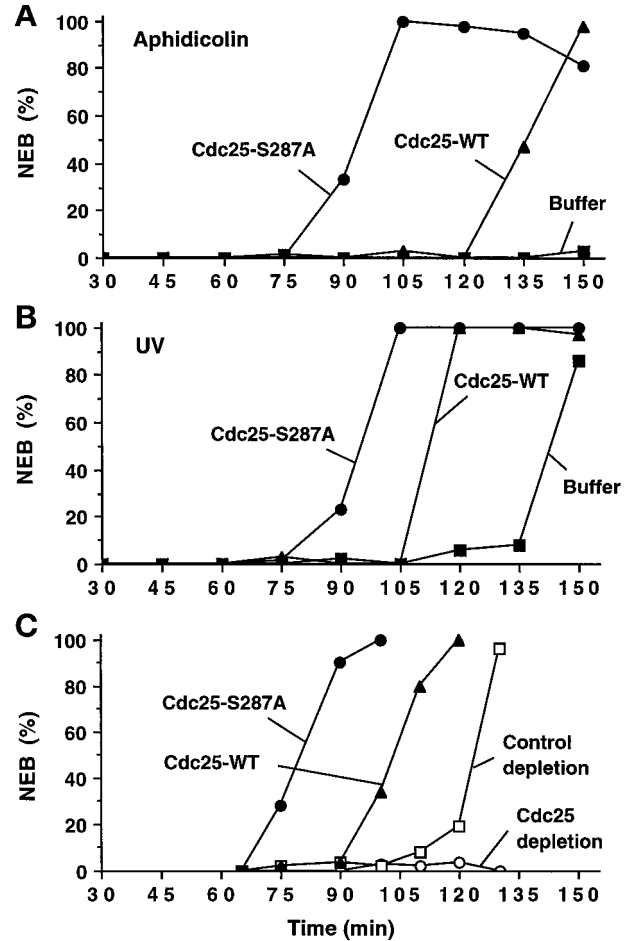 A
Aphidicolin
NEB (%)
100
80
60
40
20
0
Cdc25-S287A
Cdc25-WT
Buffer
30 45 60 75 90 105 120 135 150
B
UV
NEB (%)
100
80
60
40
20
0
Cdc25-S287A
Cdc25-WT
Buffer
30 45 60 75 90 105 120 135 150
C
NEB (%)
100
80
60
40
20
0
Cdc25-S287A
Cdc25-WT
Control
depletion
Cdc25
depletion
30 45 60 75 90 105 120 135 150
Time (min)